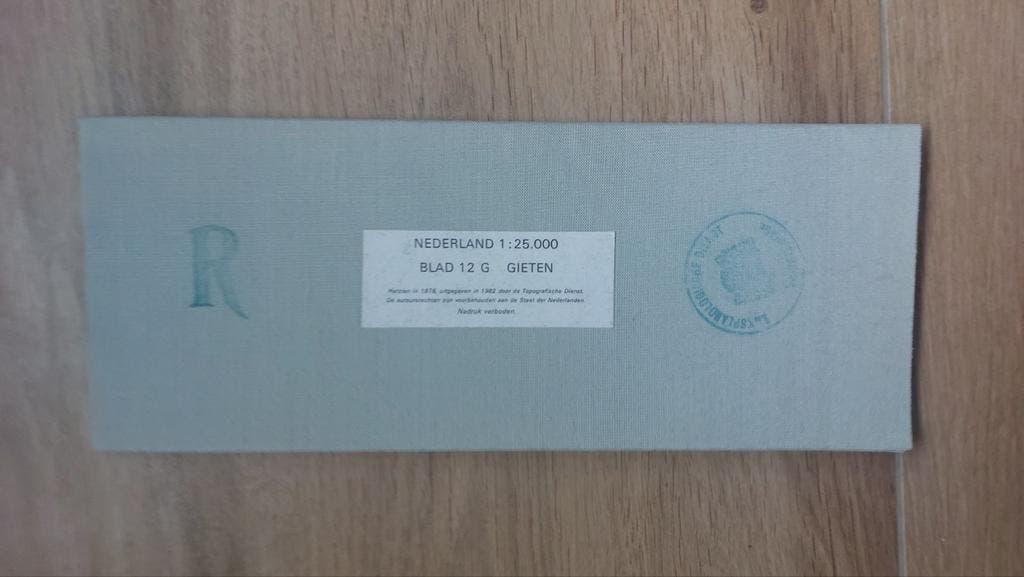 R
NEDERLAND 1:25.000
BLAD 12 G GIETEN
Herzien in 1978, uitgegeven in 1982 door de Topografische Dienst.
De auteursrechten zijn voorbehouden aan de Staat der Nederlanden.
Nadruk verboden.